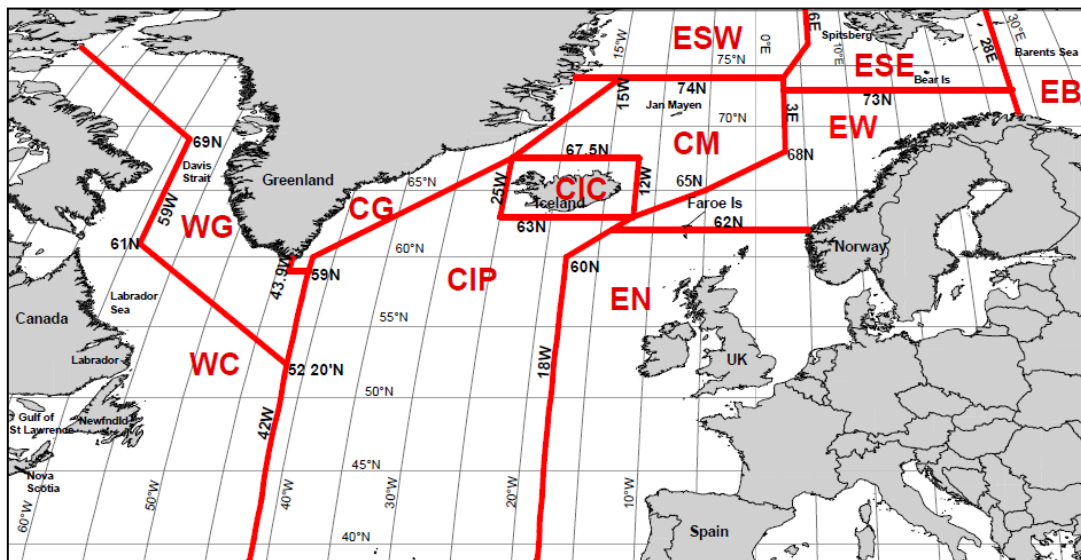 6E
30°E
Spitsberg
ESW
15°W
0°E
10°E
28E
Barents Sea
75°N
ESE
Bear Is
EB
15W
74N
73N
Jan Mayen
3E
EW
70°N
CM
69N
67.5N
68N
Davis
Strait
Greenland
65°N
25W
CIC
12W
65N
59W
CG
Iceland
Faroe Is
WG
63N
62N
61N
Norway
60°N
43.9W
59N
CIP
60N
EN
Labrador
Sea
Canada
55°N
WC
Labrador
52 20'N
18W
UK
50°N
42W
Gulf of
St Lawrence
Newfndld
45°N
Nova
Scotia
60°W
50°W
40°W
30°W
20°W
10°W
Spain
40°N